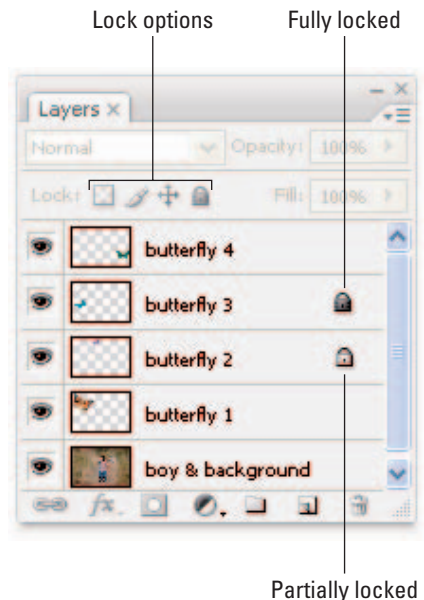 Lock options Fully locked
Layers ×
Normal Opacity: 100%
Lock: Fill: 100%
butterfly 4
butterfly 3
butterfly 2
butterfly 1
boy & background
fx
Partially locked